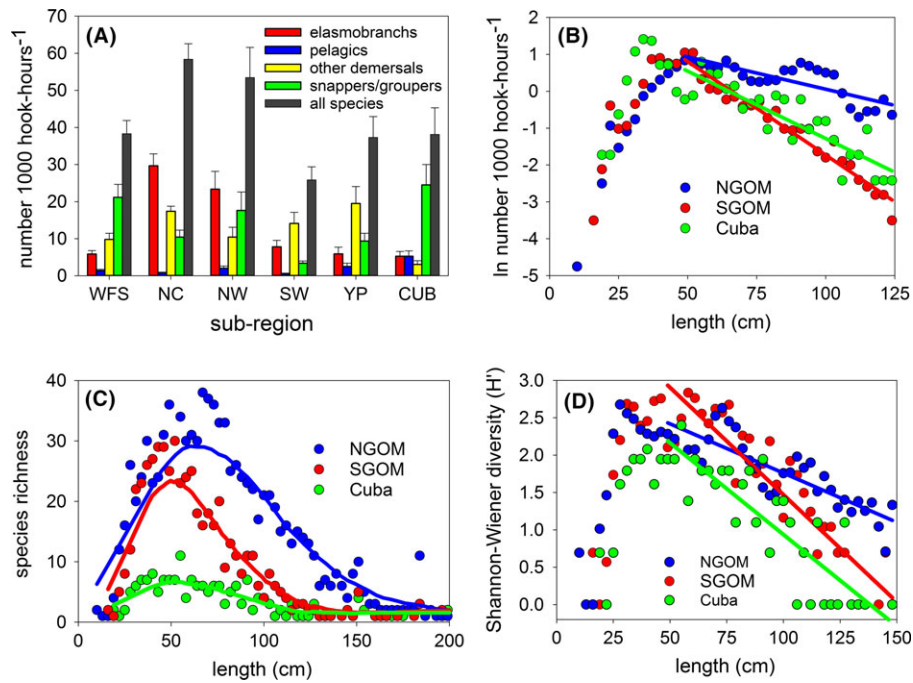 (A)
number 1000 hook-hours-1
70
60
50
40
30
20
10
0
elasmobranchs
pelagics
other demersals
snappers/groupers
all species
WFS NC NW SW YP CUB
sub-region
(B)
ln number 1000 hook-hours-1
2
1
0
-1
-2
-3
-4
-5
NGOM
SGOM
Cuba
0 25 50 75 100 125
length (cm)
(C)
species richness
40
30
20
10
0
NGOM
SGOM
Cuba
0 50 100 150 200
length (cm)
(D)
Shannon-Wiener diversity (H')
3.0
2.5
2.0
1.5
1.0
0.5
0.0
NGOM
SGOM
Cuba
0 25 50 75 100 125 150
length (cm)